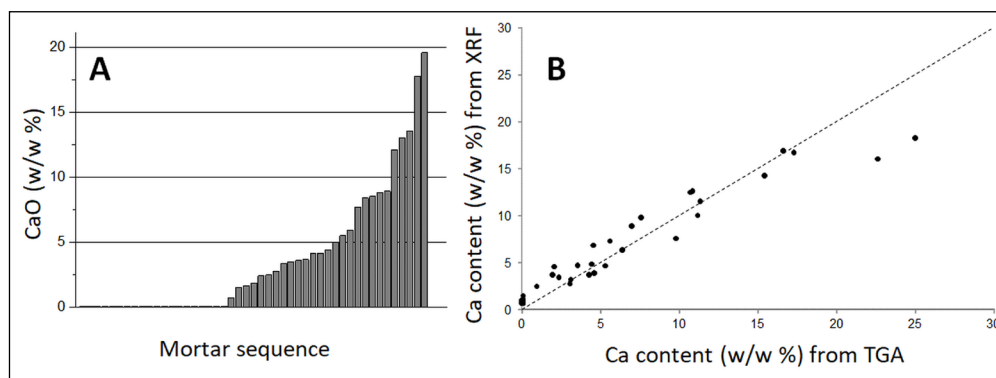 A
CaO (w/w %)
20
15
10
5
0
Mortar sequence
B
Ca content (w/w %) from XRF
30
25
20
15
10
5
0
0 5 10 15 20 25 30
Ca content (w/w %) from TGA